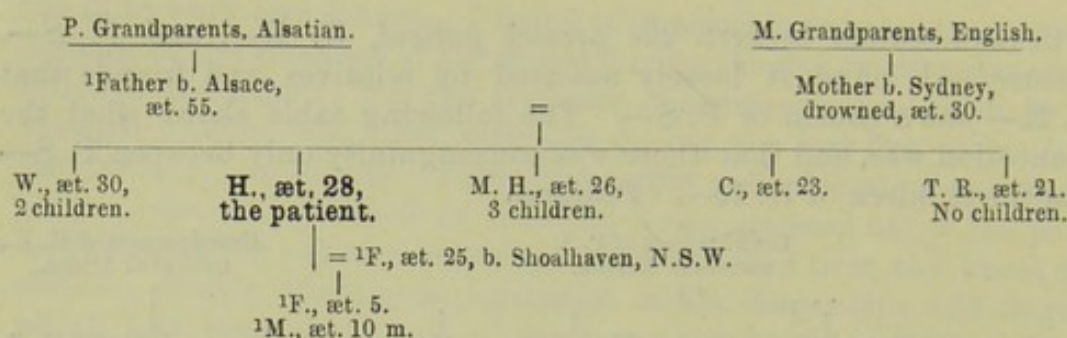 P. Grandparents, Alsatian.
M. Grandparents, English.
¹Father b. Alsace,
æt. 55.
Mother b. Sydney,
drowned, æt. 30.
=
W., æt. 30,
2 children.
H., æt. 28,
the patient.
M. H., æt. 26,
3 children.
C., æt. 23.
T. R., æt. 21.
No children.
= ¹F., æt. 25, b. Shoalhaven, N.S.W.
¹F., æt. 5.
¹M., æt. 10 m.